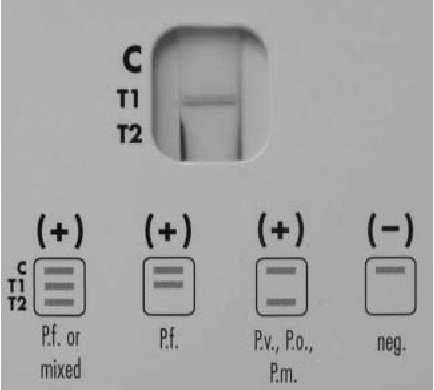 C
T1
T2
(+) (+) (+) (-)
C
T1
T2
P.f. or
mixed
P.f.
P.v., P.o.,
P.m.
neg.